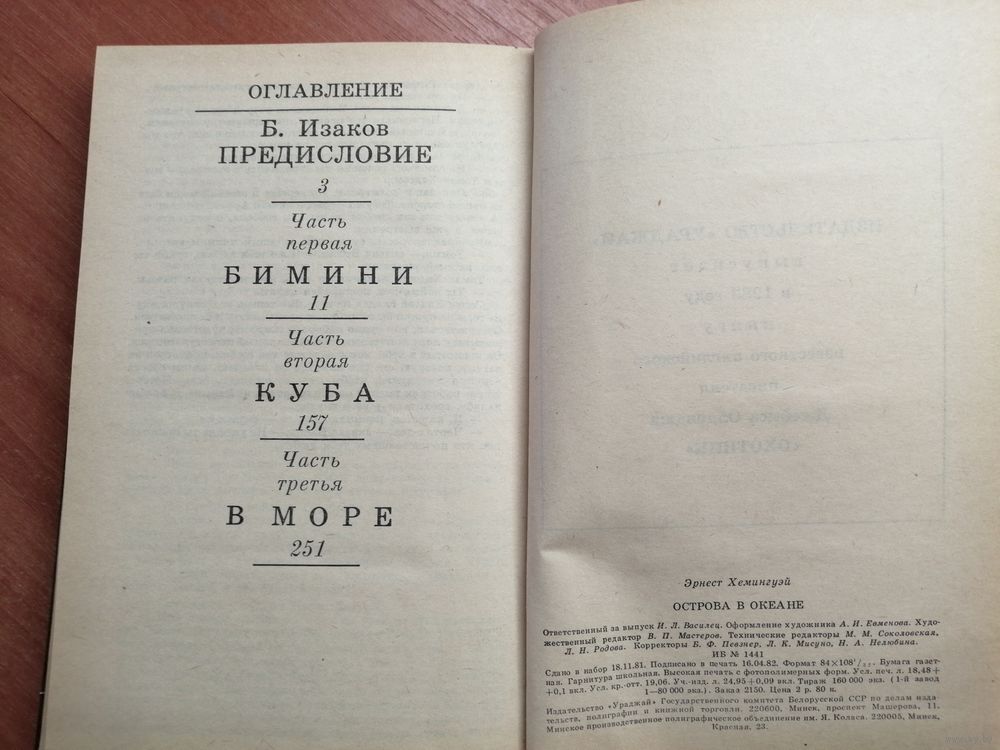 ОГЛАВЛЕНИЕ
Б. Изаков
ПРЕДИСЛОВИЕ
3
Часть
первая
БИМИНИ
11
Часть
вторая
КУБА
157
Часть
третья
В МОРЕ
251
Эрнест Хемингуэй
ОСТРОВА В ОКЕАНЕ
Ответственный за выпуск И. Л. Василец. Оформление художника А. И. Евменова. Худо-
жественный редактор В. П. Мастеров. Технические редакторы М. М. Соколовская,
Л. Н. Родова. Корректоры Б. Ф. Певзнер, Л. К. Мисуно, Н. А. Нелюбина.
ИБ № 1441
Сдано в набор 18.11.81. Подписано в печать 16.04.82. Формат 84×108¹/₃₂. Бумага газет-
ная. Гарнитура школьная. Высокая печать с фотополимерных форм. Усл. печ. л. 18,48+
+0,1 вкл. Усл. кр.-отт. 19,06. Уч.-изд. л. 24,95+0,09 вкл. Тираж 160 000 экз. (1-й завод
1—80 000 экз.). Заказ 2150. Цена 2 р. 80 к.
Издательство «Ураджай» Государственного комитета Белорусской ССР по делам изда-
тельств, полиграфии и книжной торговли. 220600, Минск, проспект Машерова, 11.
Минское производственное полиграфическое объединение им. Я. Коласа. 220005, Минск,
Красная, 23.